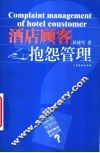 Complaint management
of hotel coustomer
酒店顾客
抱怨管理